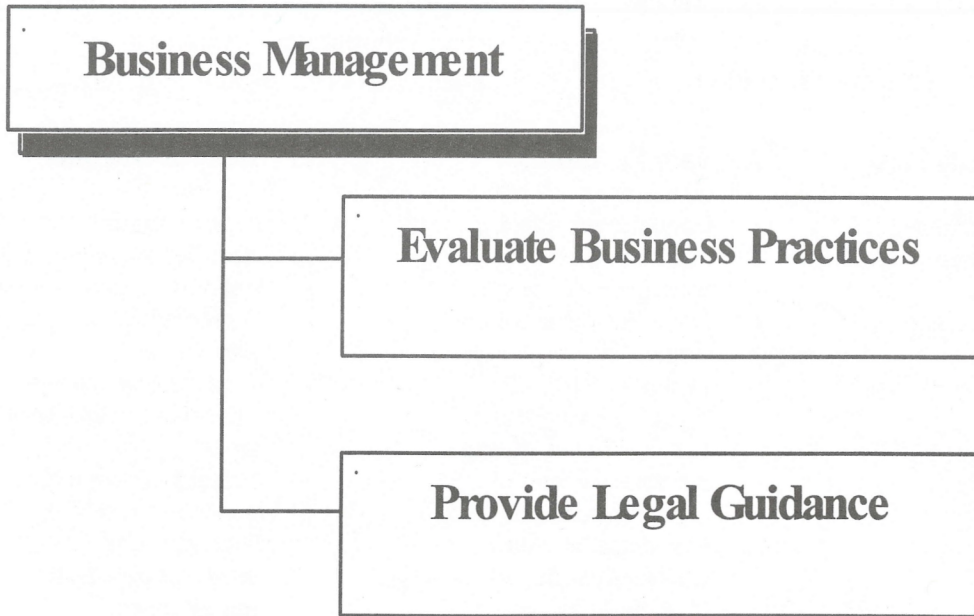 Business Management
Evaluate Business Practices
Provide Legal Guidance